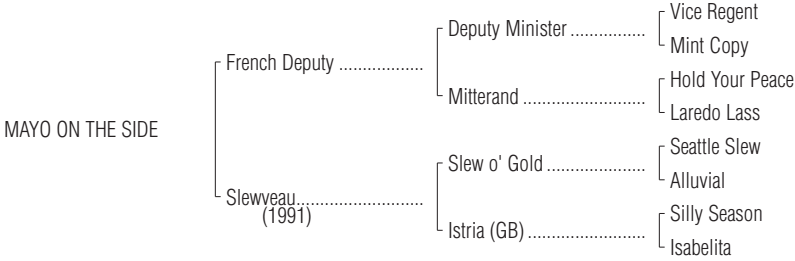 Vice Regent
Deputy Minister ................
Mint Copy
French Deputy ..................
Hold Your Peace
Mitterand ..........................
Laredo Lass
MAYO ON THE SIDE
Seattle Slew
Slew o' Gold .....................
Alluvial
Slewveau...........................
(1991)
Silly Season
Istria (GB) .........................
Isabelita